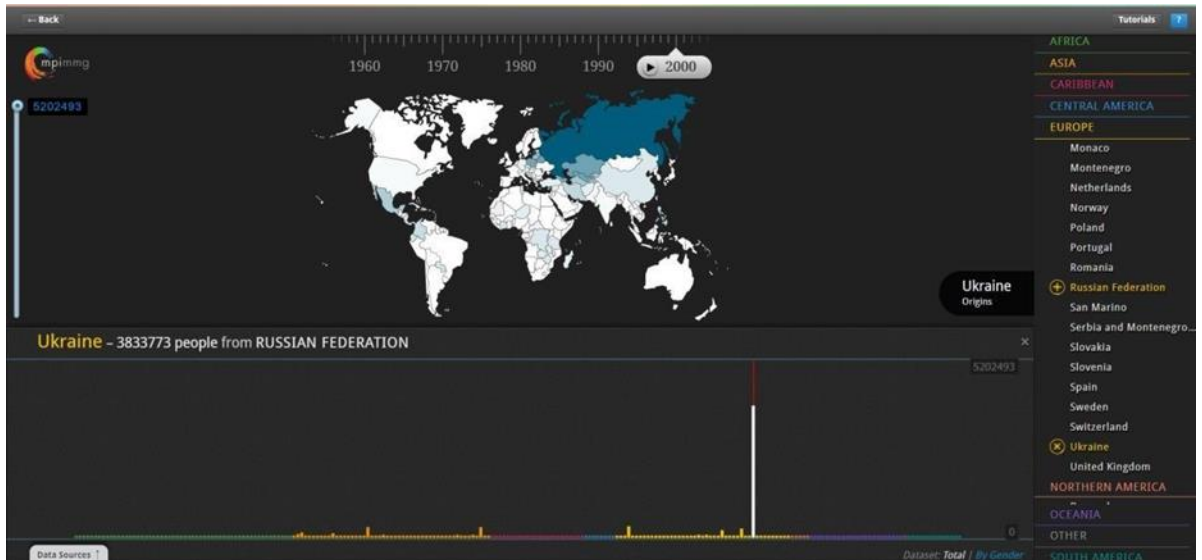 ← Back
Tutorials
?
mpimmg
1960 1970 1980 1990 2000
5202493
Ukraine
Origins
AFRICA
ASIA
CARIBBEAN
CENTRAL AMERICA
EUROPE
Monaco
Montenegro
Netherlands
Norway
Poland
Portugal
Romania
Russian Federation
San Marino
Serbia and Montenegro...
Slovakia
Slovenia
Spain
Sweden
Switzerland
Ukraine
United Kingdom
NORTHERN AMERICA
OCEANIA
OTHER
SOUTH AMERICA
Ukraine – 3833773 people from RUSSIAN FEDERATION
×
5202493
0
Data Sources ↑
Dataset: Total | By Gender